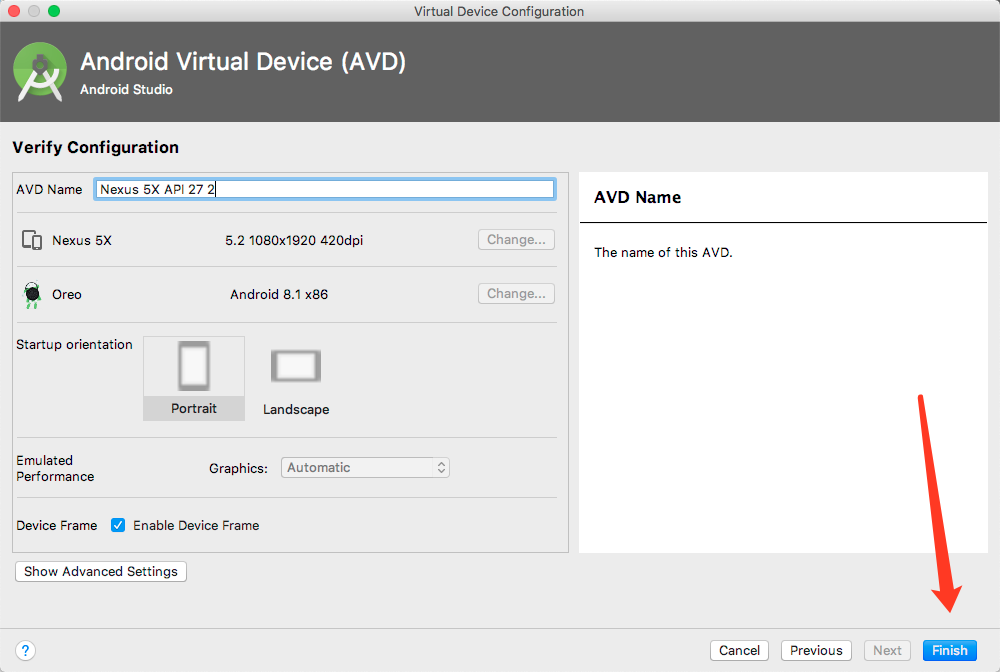 Virtual Device Configuration
Android Virtual Device (AVD)
Android Studio
Verify Configuration
AVD Name Nexus 5X API 27 2
Nexus 5X 5.2 1080x1920 420dpi Change...
Oreo Android 8.1 x86 Change...
Startup orientation
Portrait Landscape
Emulated
Performance
Graphics: Automatic
Device Frame Enable Device Frame
Show Advanced Settings
AVD Name
The name of this AVD.
? Cancel Previous Next Finish